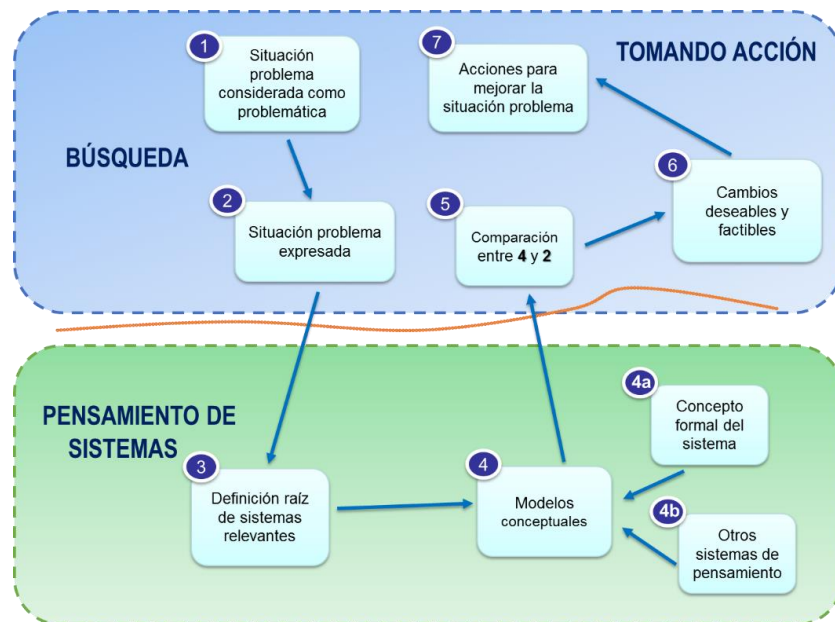 1
Situación
problema
considerada como
problemática
7
Acciones para
mejorar la
situación problema
TOMANDO ACCIÓN
BÚSQUEDA
2
Situación problema
expresada
5
Comparación
entre 4 y 2
6
Cambios
deseables y
factibles
PENSAMIENTO DE
SISTEMAS
3
Definición raíz
de sistemas
relevantes
4
Modelos
conceptuales
4a
Concepto
formal del
sistema
4b
Otros
sistemas de
pensamiento